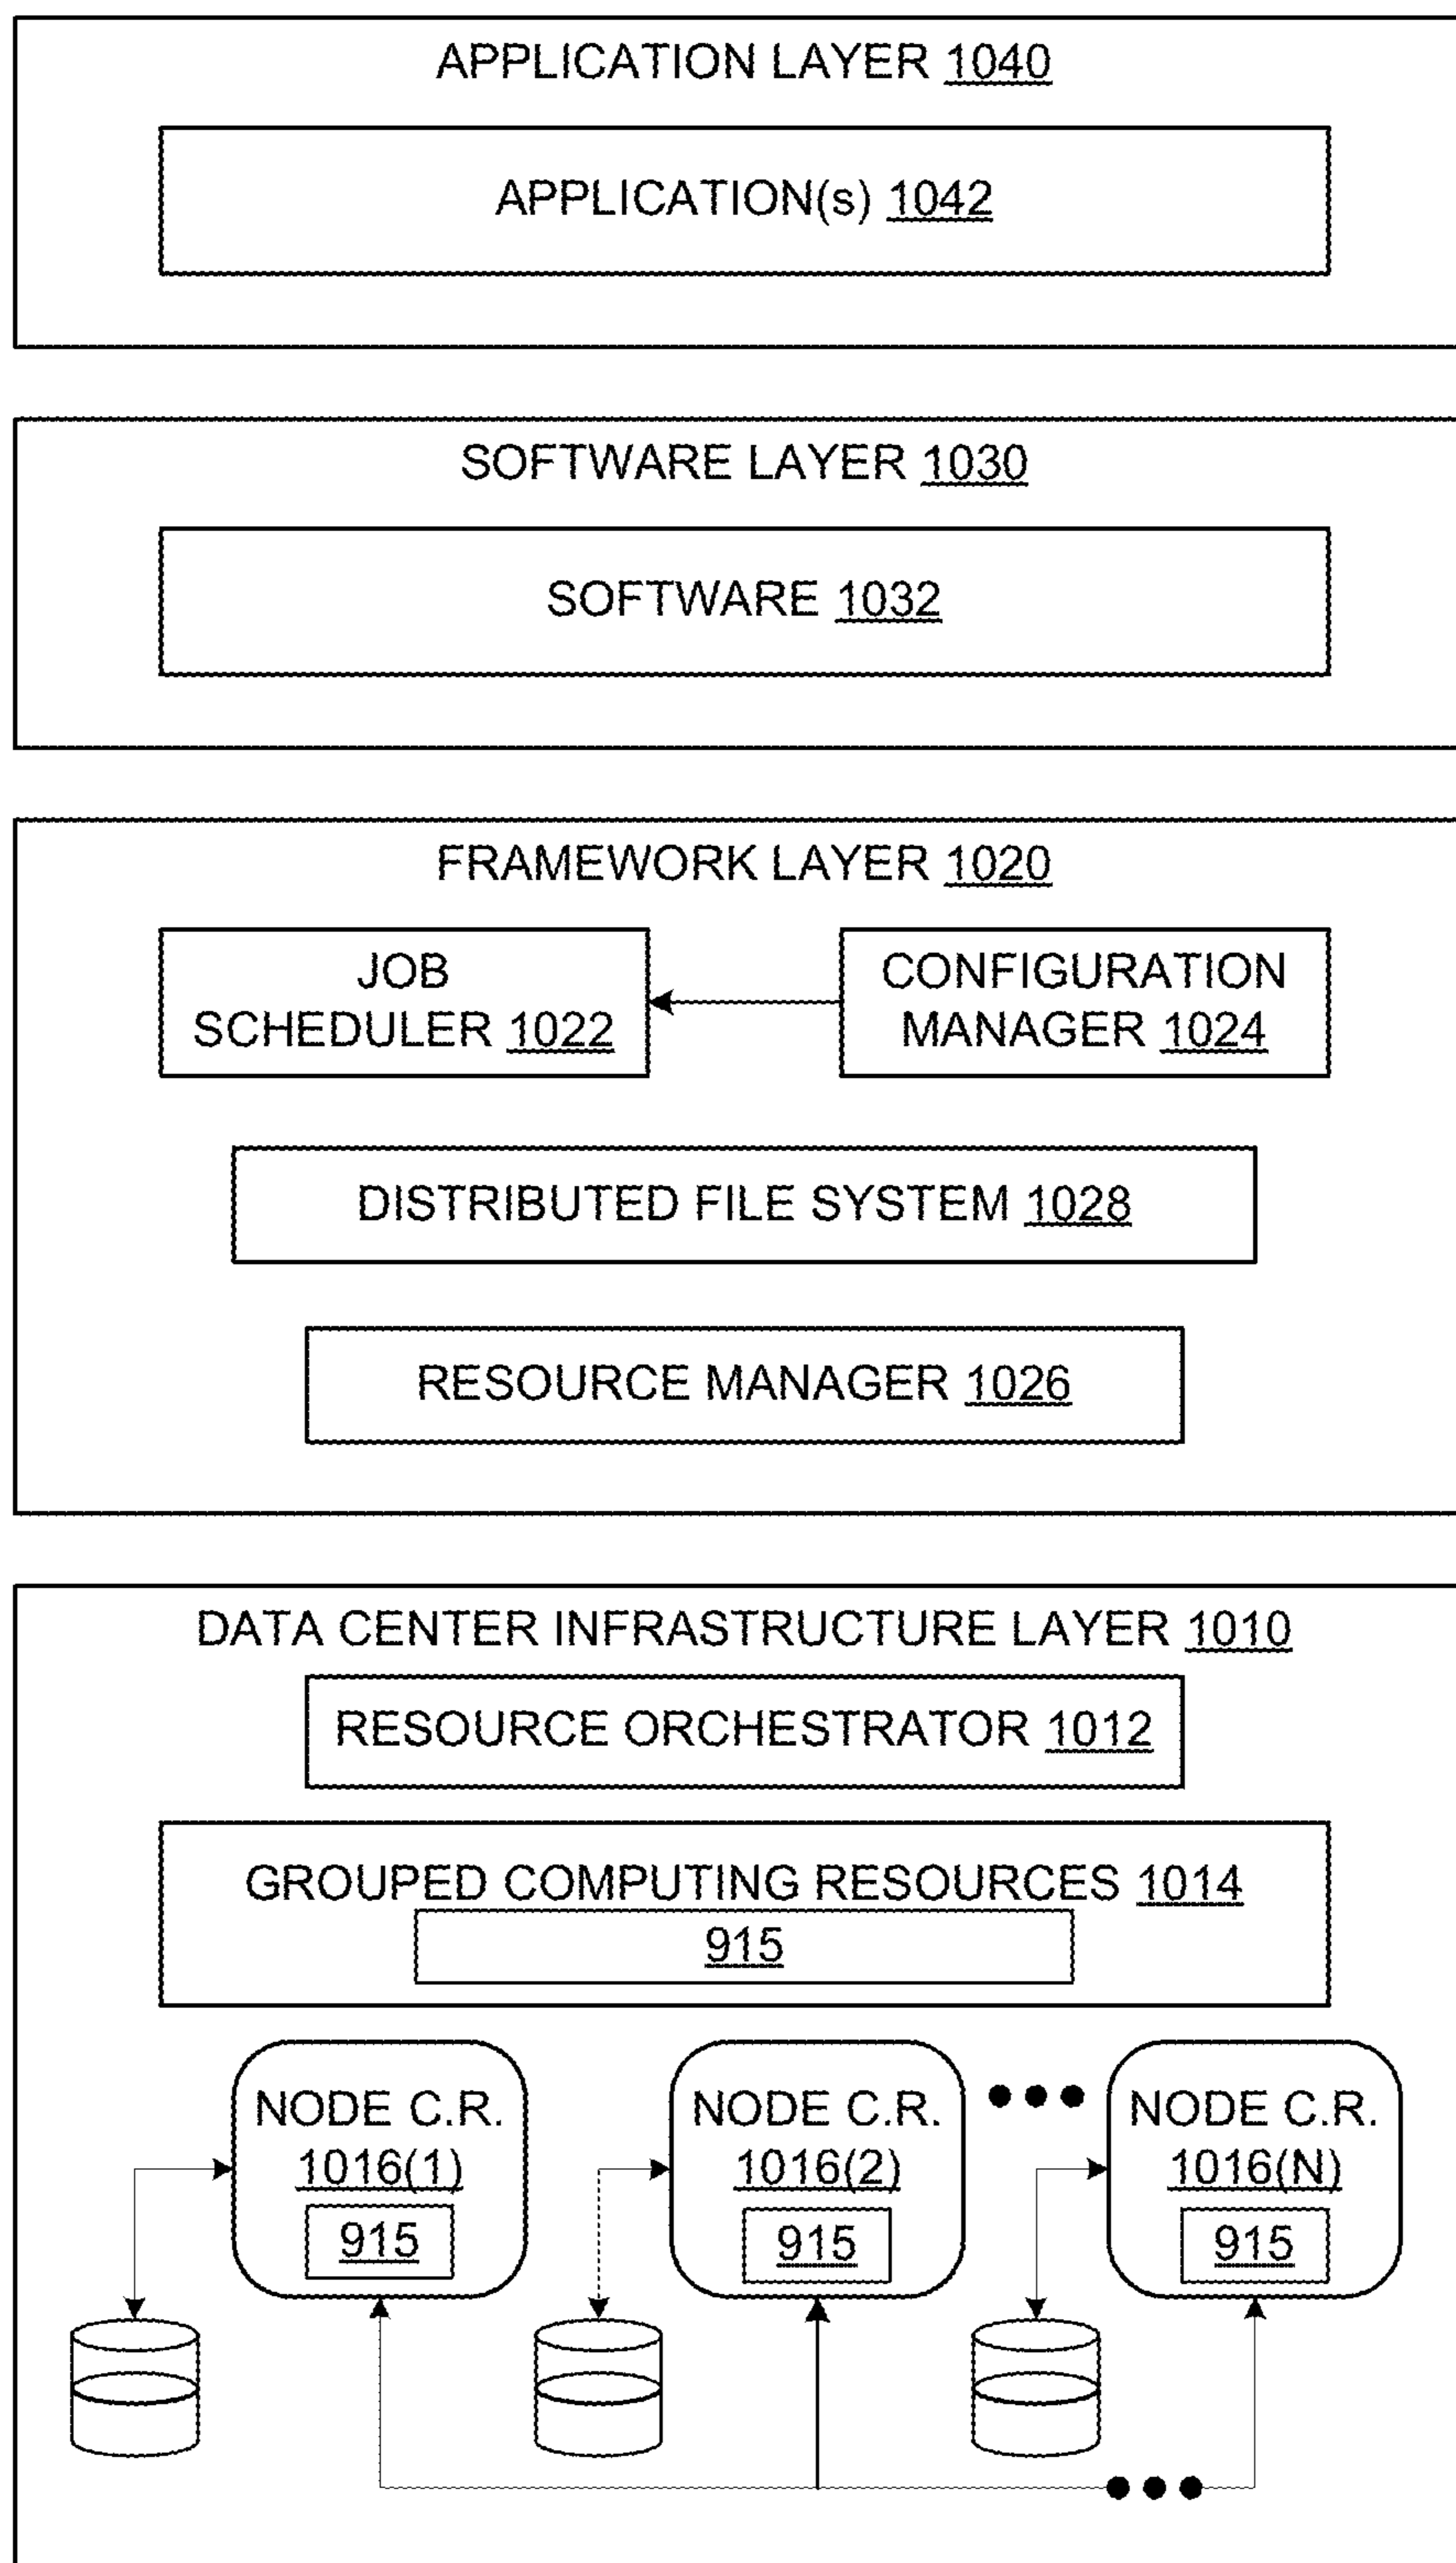 APPLICATION LAYER 1040
APPLICATION(s) 1042
SOFTWARE LAYER 1030
SOFTWARE 1032
FRAMEWORK LAYER 1020
JOB
SCHEDULER 1022
CONFIGURATION
MANAGER 1024
DISTRIBUTED FILE SYSTEM 1028
RESOURCE MANAGER 1026
DATA CENTER INFRASTRUCTURE LAYER 1010
RESOURCE ORCHESTRATOR 1012
GROUPED COMPUTING RESOURCES 1014
915
NODE C.R.
1016(1)
915
NODE C.R.
1016(2)
915
NODE C.R.
1016(N)
915